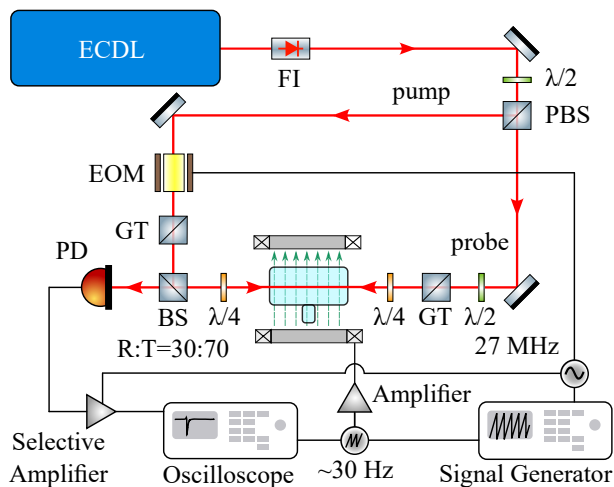 ECDL
FI
λ/2
pump
PBS
EOM
GT
PD
probe
BS
λ/4
λ/4
GT
λ/2
R:T=30:70
27 MHz
Amplifier
Selective
Amplifier
Oscilloscope
~30 Hz
Signal Generator